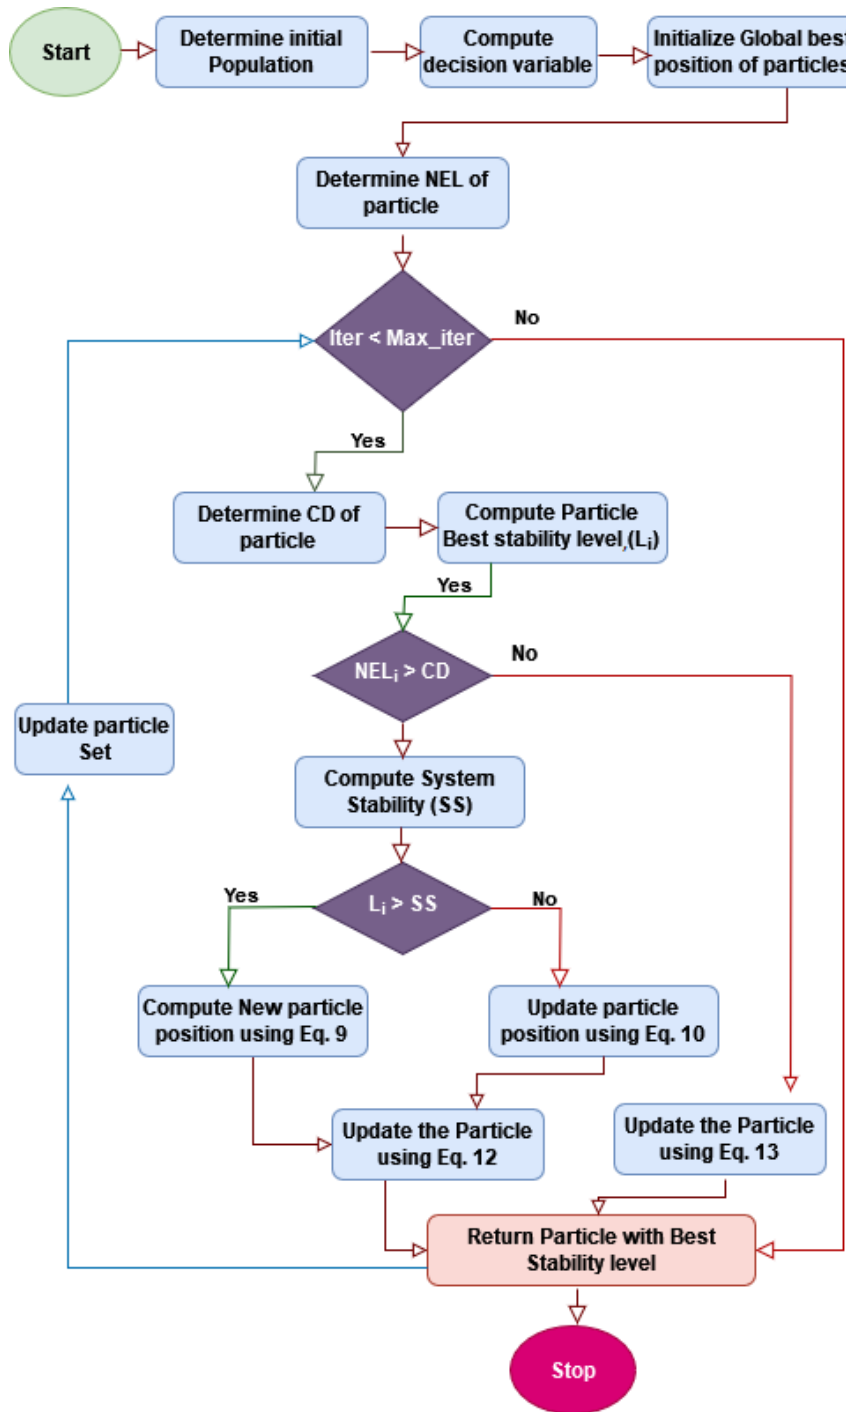 Start
Determine initial
Population
Compute
decision variable
Initialize Global best
position of particles
Determine NEL of
particle
Iter < Max_iter
No
Yes
Determine CD of
particle
Compute Particle
Best stability level,(Lᵢ)
Yes
NELᵢ > CD
No
Update particle
Set
Compute System
Stability (SS)
Yes
Lᵢ > SS
No
Compute New particle
position using Eq. 9
Update particle
position using Eq. 10
Update the Particle
using Eq. 12
Update the Particle
using Eq. 13
Return Particle with Best
Stability level
Stop